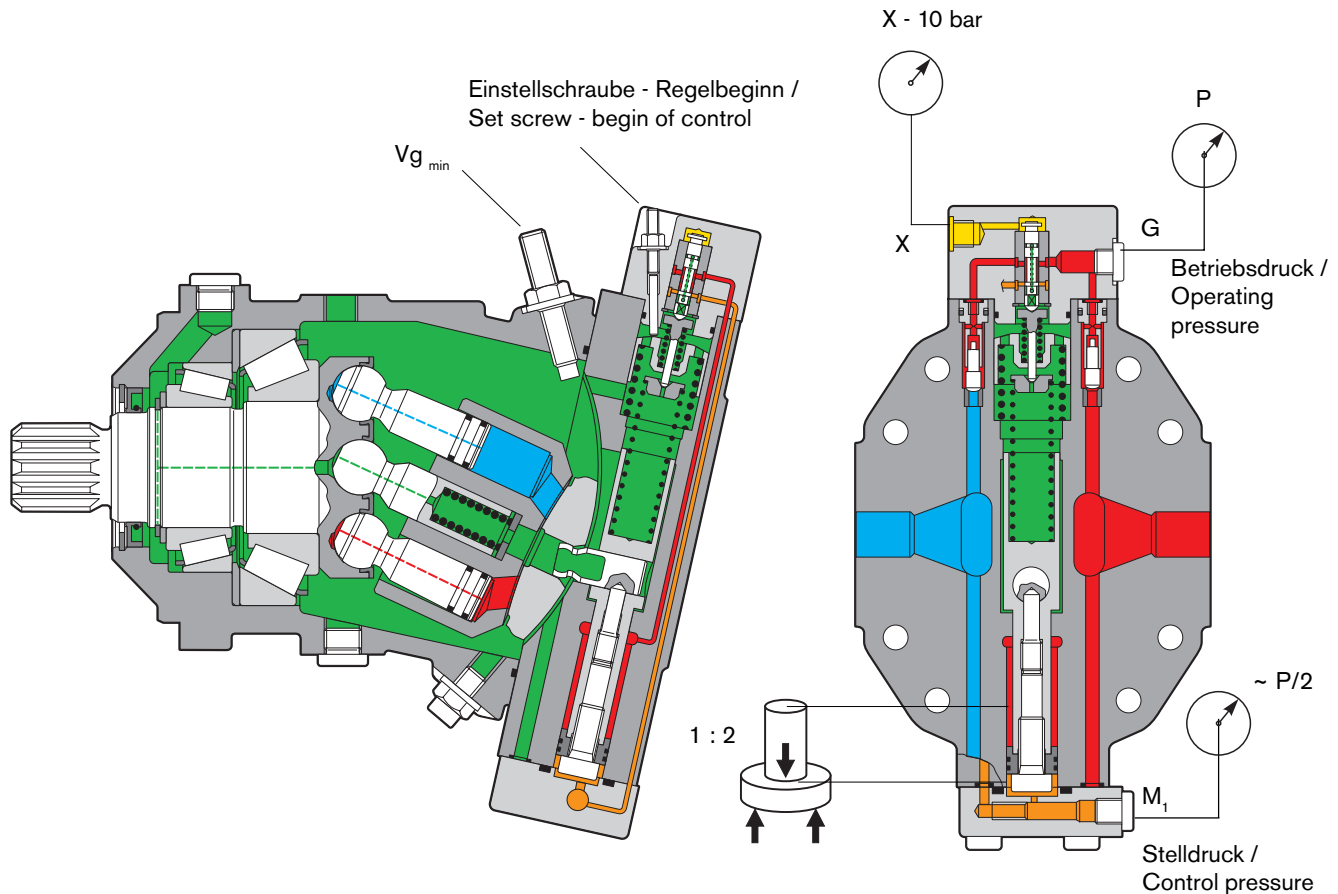 X - 10 bar
Einstellschraube - Regelbeginn /
Set screw - begin of control
P
Vg min
X
G
Betriebsdruck /
Operating
pressure
~ P/2
1 : 2
M1
Stelldruck /
Control pressure